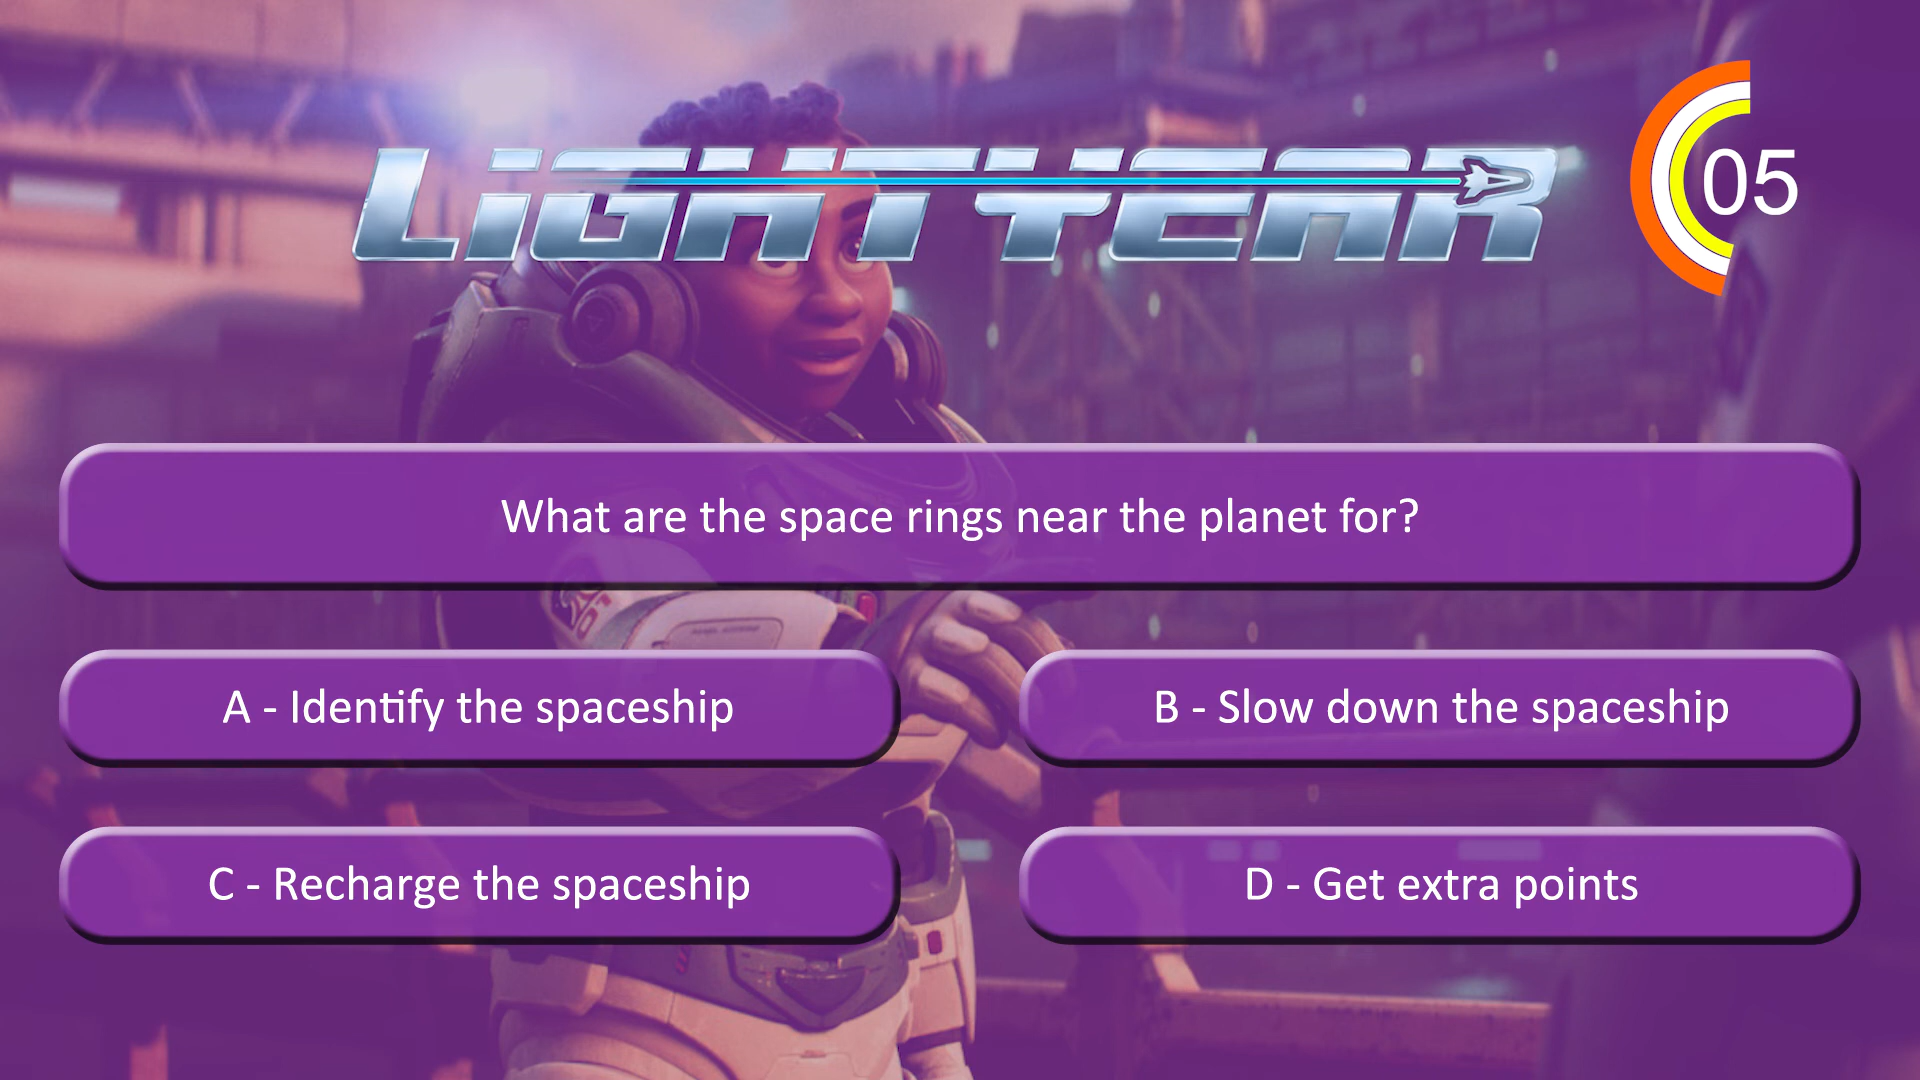 LIGHTYEAR
05
What are the space rings near the planet for?
A - Identify the spaceship
B - Slow down the spaceship
C - Recharge the spaceship
D - Get extra points